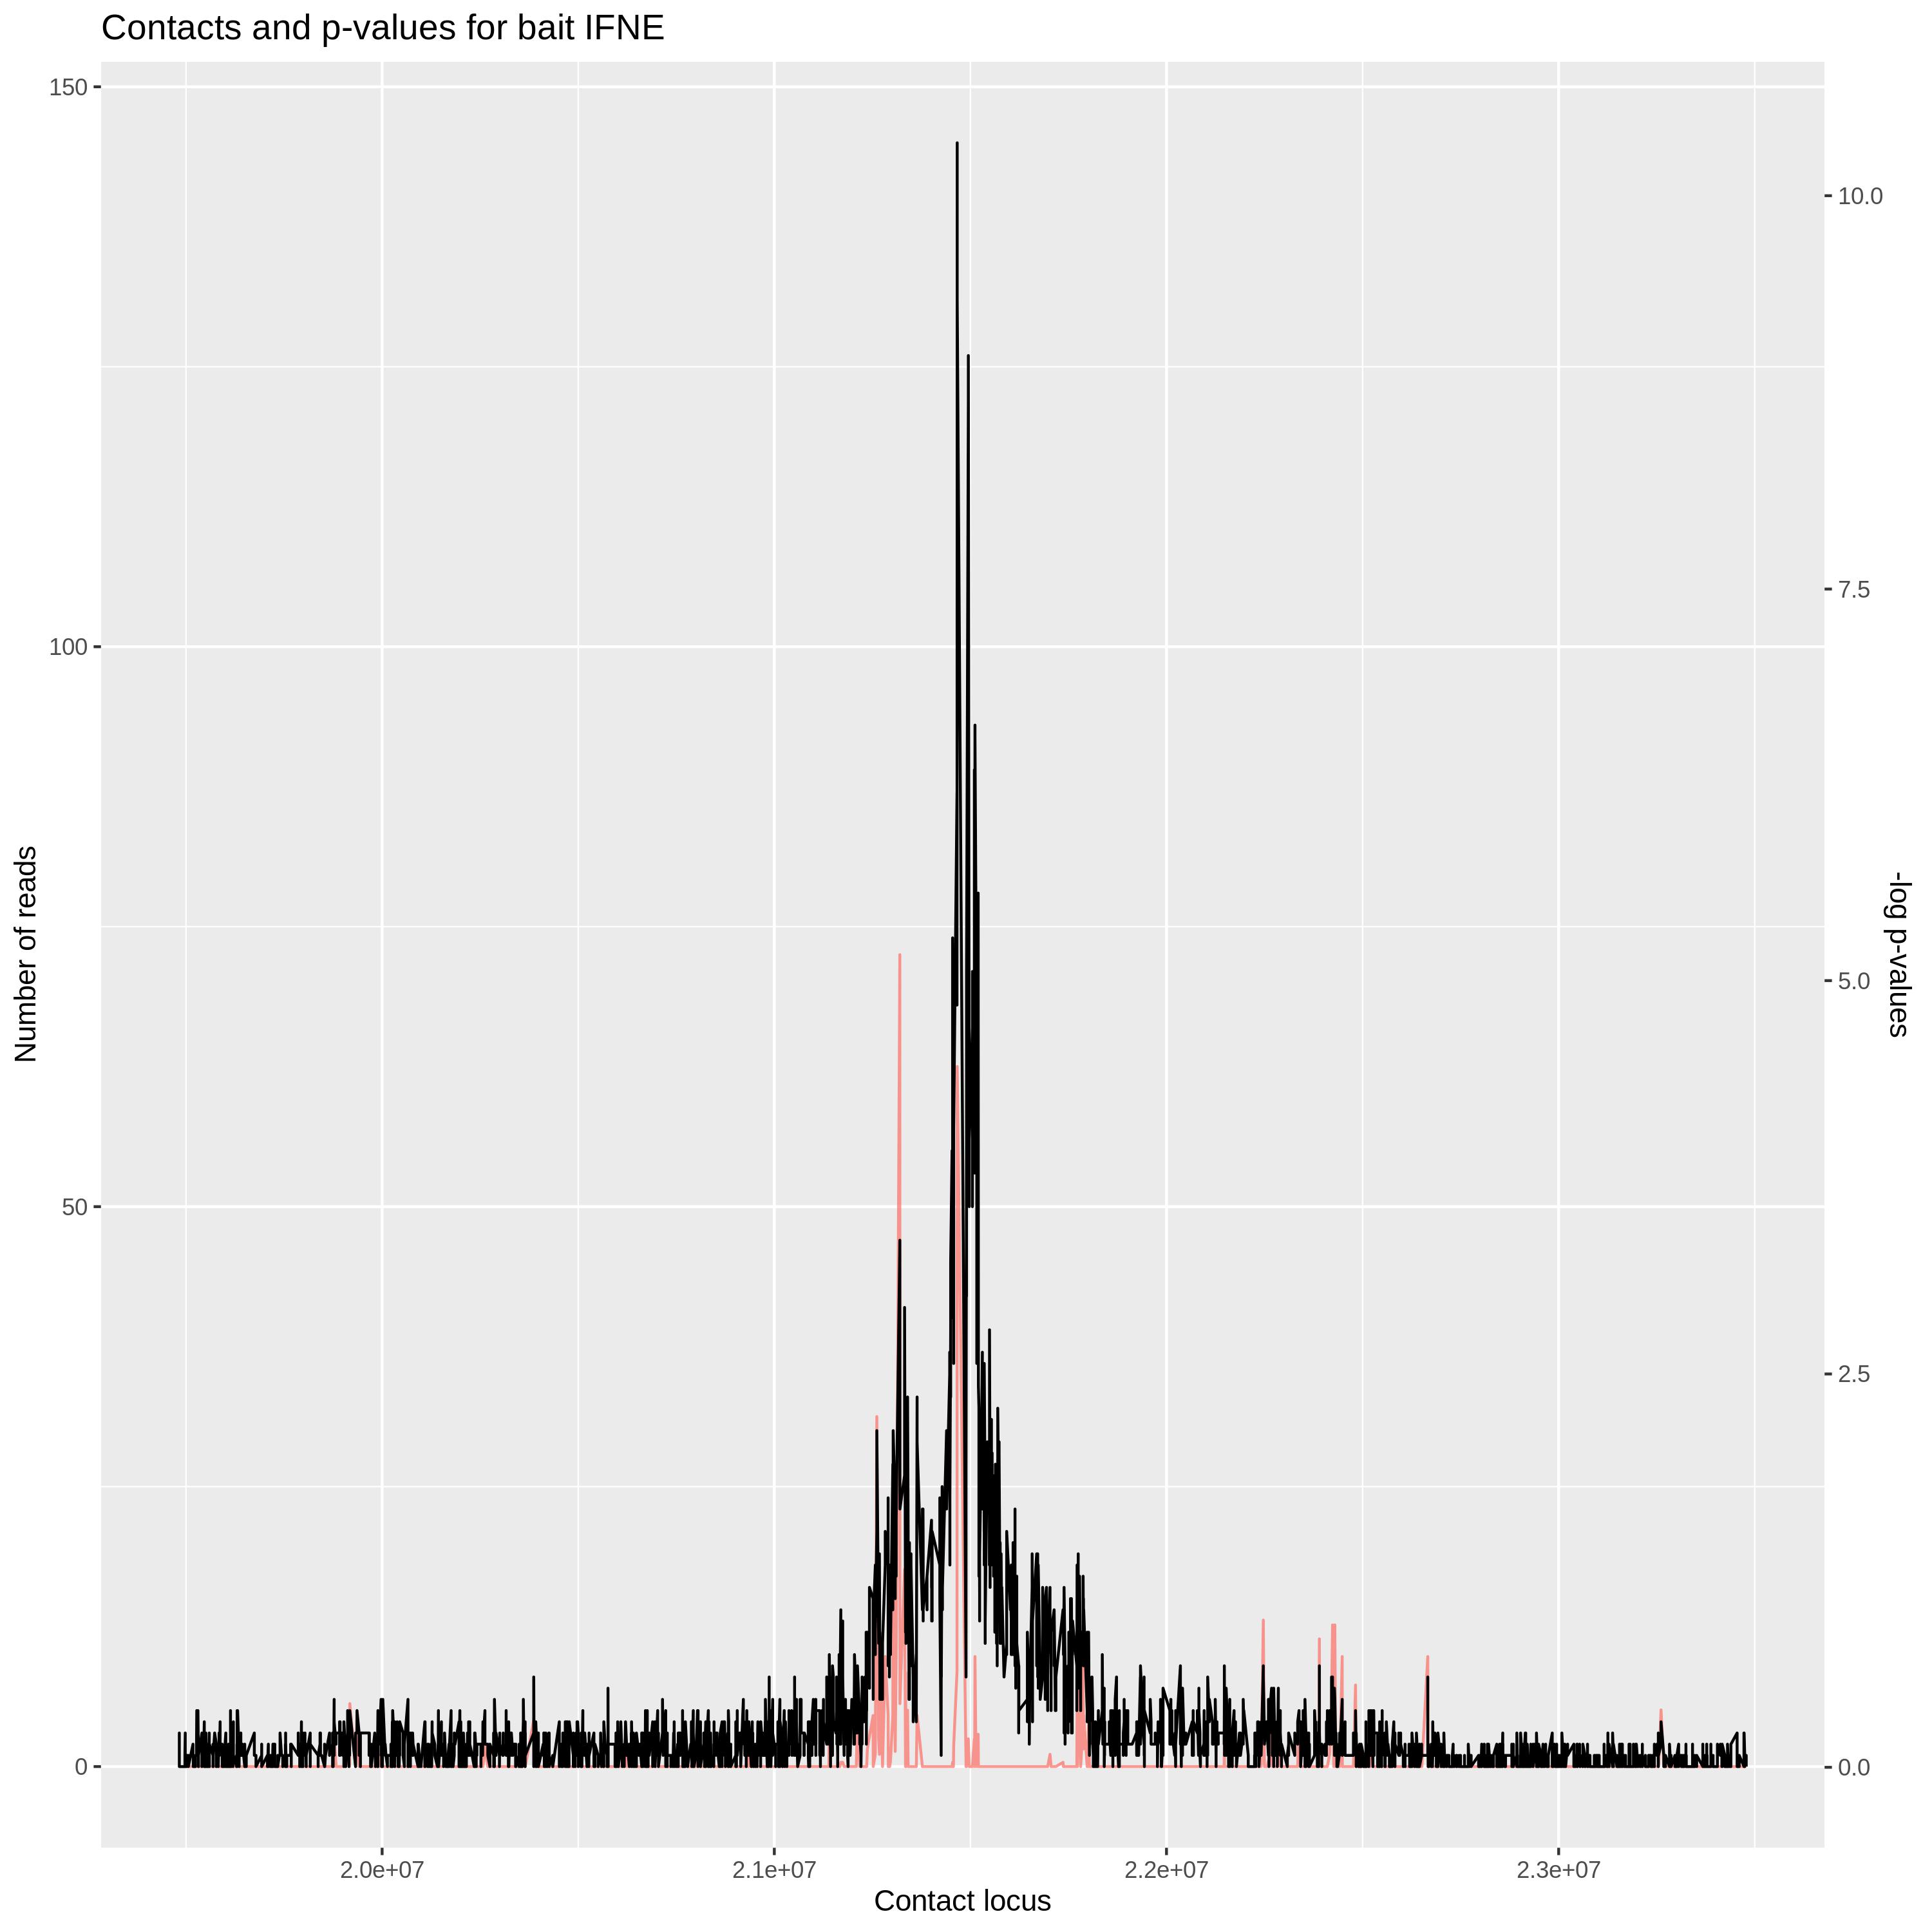 Contacts and p-values for bait IFNE
150
100
50
0
Number of reads
10.0
7.5
5.0
2.5
0.0
-log p-values
2.0e+07
2.1e+07
2.2e+07
2.3e+07
Contact locus